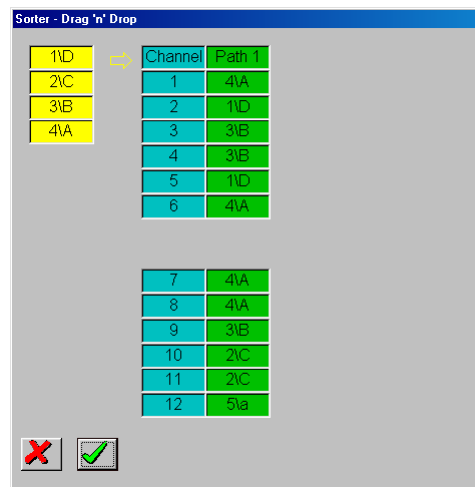 Sorter - Drag 'n' Drop
1\D Channel Path 1
2\C 1 4\A
3\B 2 1\D
4\A 3 3\B
4 3\B
5 1\D
6 4\A
7 4\A
8 4\A
9 3\B
10 2\C
11 2\C
12 5\a